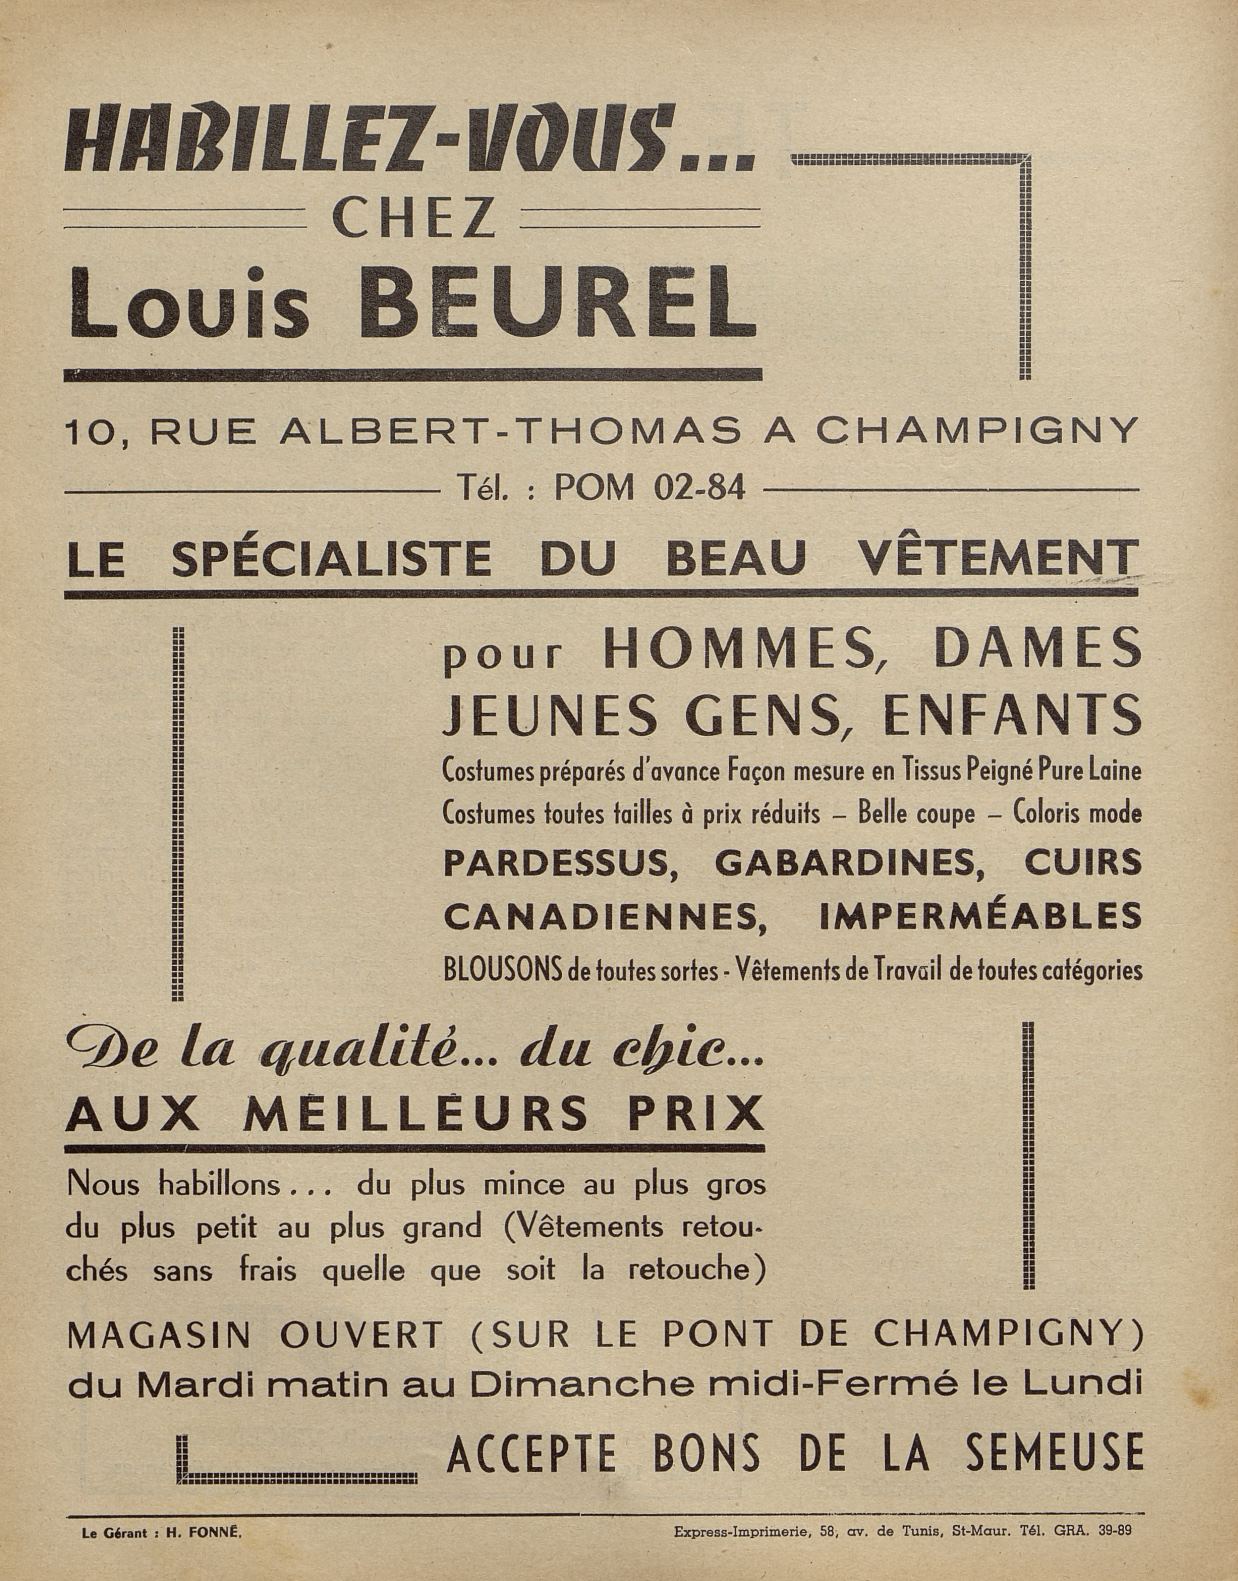 HABILLEZ-VOUS...
CHEZ
Louis BEUREL
10, RUE ALBERT-THOMAS A CHAMPIGNY
Tél. : POM 02-84
LE SPÉCIALISTE DU BEAU VÊTEMENT
pour HOMMES, DAMES
JEUNES GENS, ENFANTS
Costumes préparés d'avance Façon mesure en Tissus Peigné Pure Laine
Costumes toutes tailles à prix réduits – Belle coupe – Coloris mode
PARDESSUS, GABARDINES, CUIRS
CANADIENNES, IMPERMÉABLES
BLOUSONS de toutes sortes - Vêtements de Travail de toutes catégories
De la qualité... du chic...
AUX MEILLEURS PRIX
Nous habillons... du plus mince au plus gros
du plus petit au plus grand (Vêtements retou-
chés sans frais quelle que soit la retouche)
MAGASIN OUVERT (SUR LE PONT DE CHAMPIGNY)
du Mardi matin au Dimanche midi-Fermé le Lundi
ACCEPTE BONS DE LA SEMEUSE
Le Gérant : H. FONNÉ.
Express-Imprimerie, 58, av. de Tunis, St-Maur. Tél. GRA. 39-89